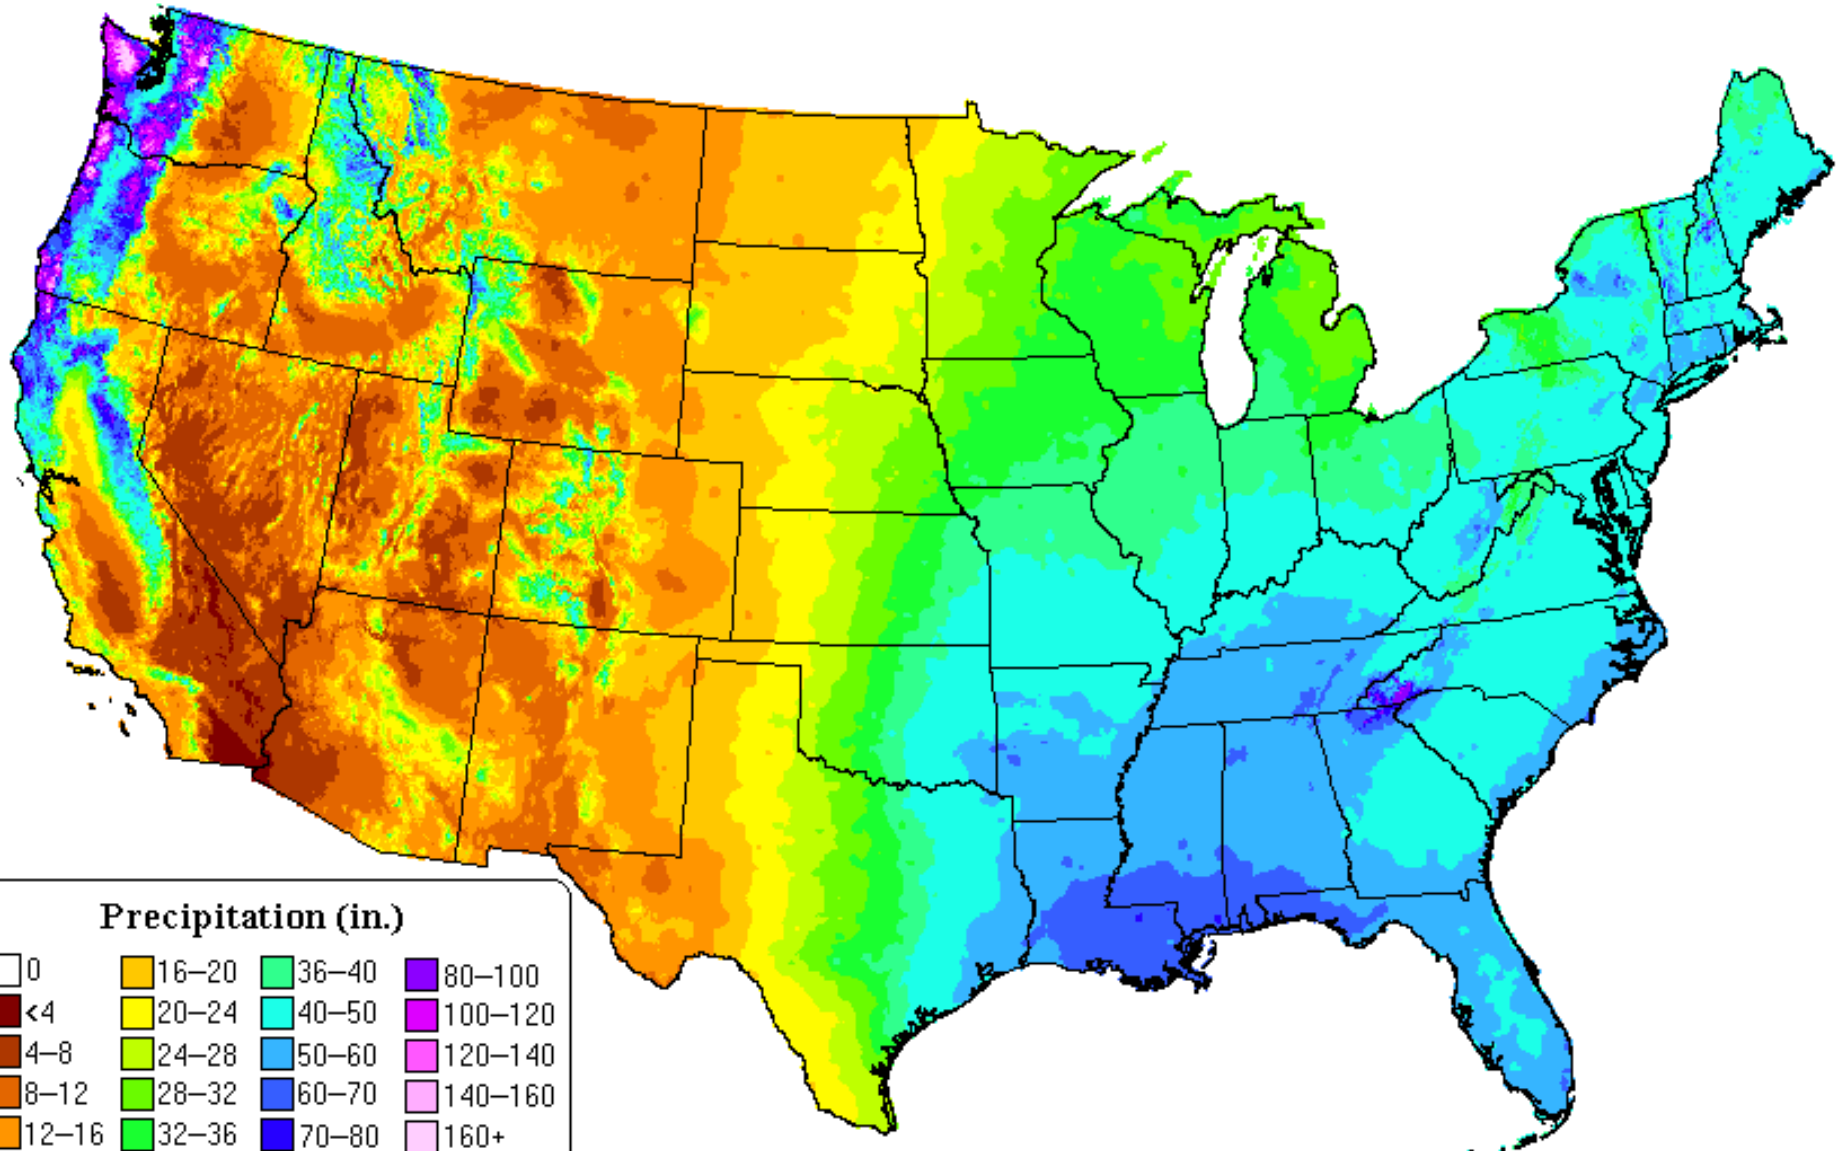 Precipitation (in.)
0 16–20 36–40 80–100
<4 20–24 40–50 100–120
4–8 24–28 50–60 120–140
8–12 28–32 60–70 140–160
12–16 32–36 70–80 160+